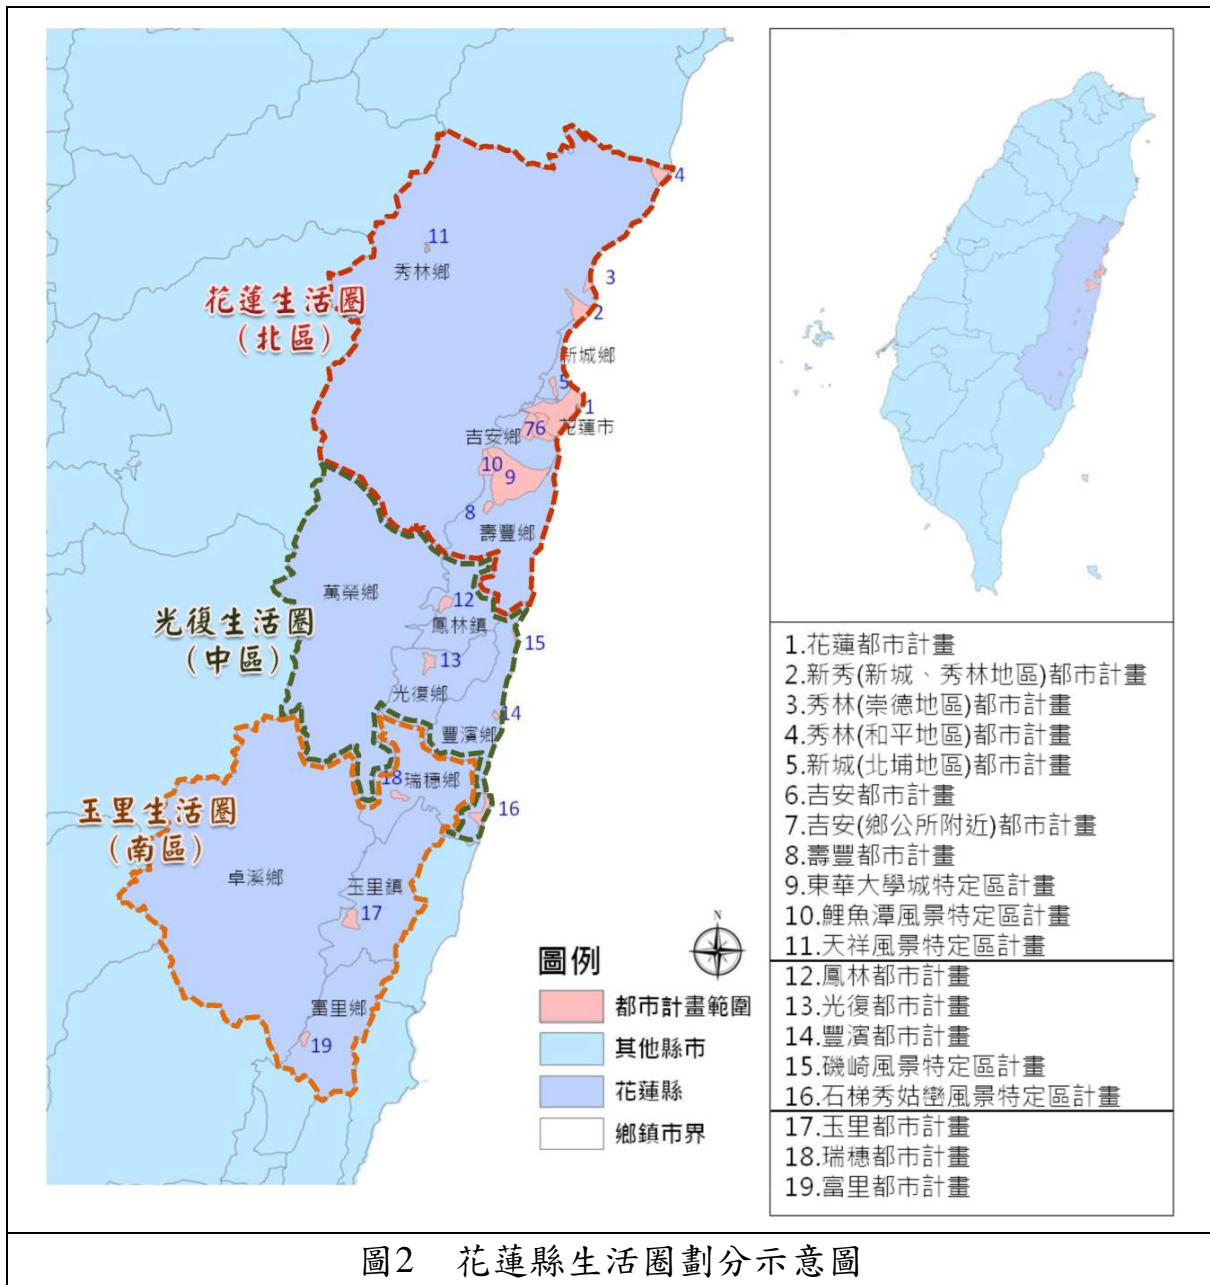 4
11
秀林鄉
3
花蓮生活圈
(北區)
2
新城鄉
5
1
76
花蓮市
吉安鄉
10
9
8
壽豐鄉
萬榮鄉
12
光復生活圈
(中區)
鳳林鎮
15
13
光復鄉
14
豐濱鄉
18
瑞穗鄉
16
玉里生活圈
(南區)
卓溪鄉
玉里鎮
17
富里鄉
19
N
圖例
都市計畫範圍
其他縣市
花蓮縣
鄉鎮市界
1.花蓮都市計畫
2.新秀(新城、秀林地區)都市計畫
3.秀林(崇德地區)都市計畫
4.秀林(和平地區)都市計畫
5.新城(北埔地區)都市計畫
6.吉安都市計畫
7.吉安(鄉公所附近)都市計畫
8.壽豐都市計畫
9.東華大學城特定區計畫
10.鯉魚潭風景特定區計畫
11.天祥風景特定區計畫
12.鳳林都市計畫
13.光復都市計畫
14.豐濱都市計畫
15.磯崎風景特定區計畫
16.石梯秀姑巒風景特定區計畫
17.玉里都市計畫
18.瑞穗都市計畫
19.富里都市計畫
圖2 花蓮縣生活圈劃分示意圖